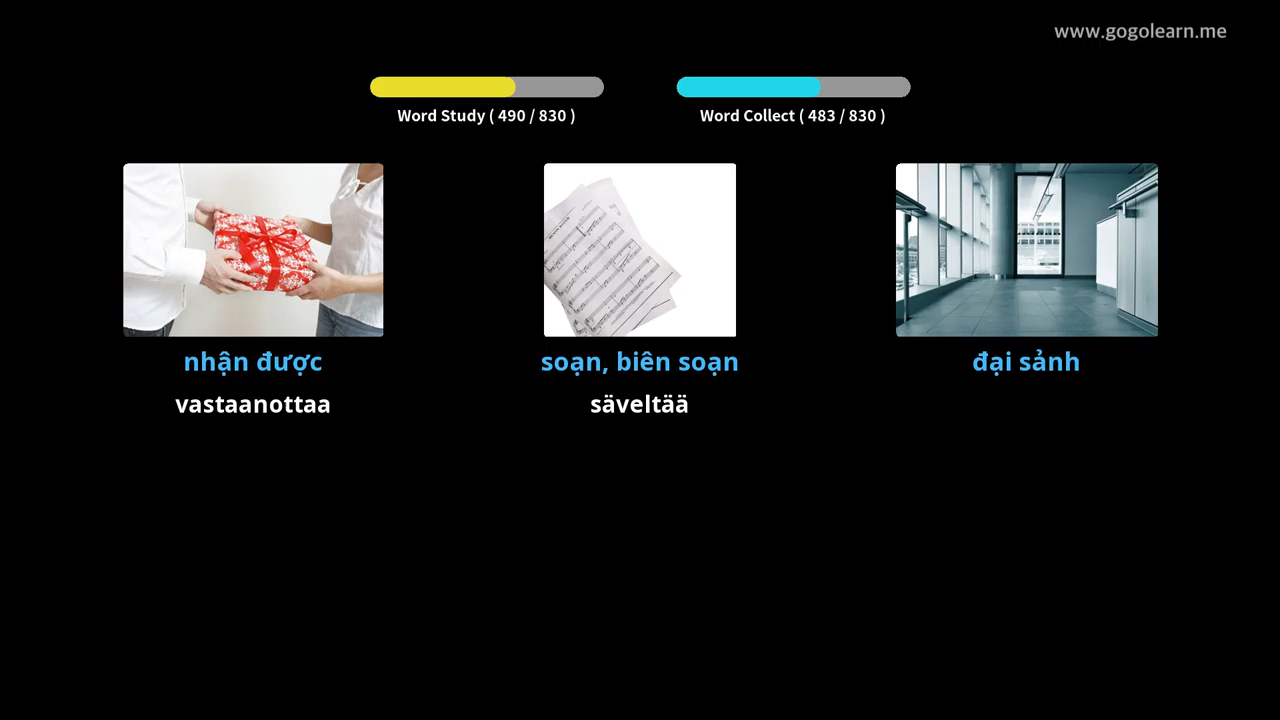 www.gogolearn.me
Word Study ( 490 / 830 )
Word Collect ( 483 / 830 )
nhận được
soạn, biên soạn
đại sảnh
vastaanottaa
säveltää